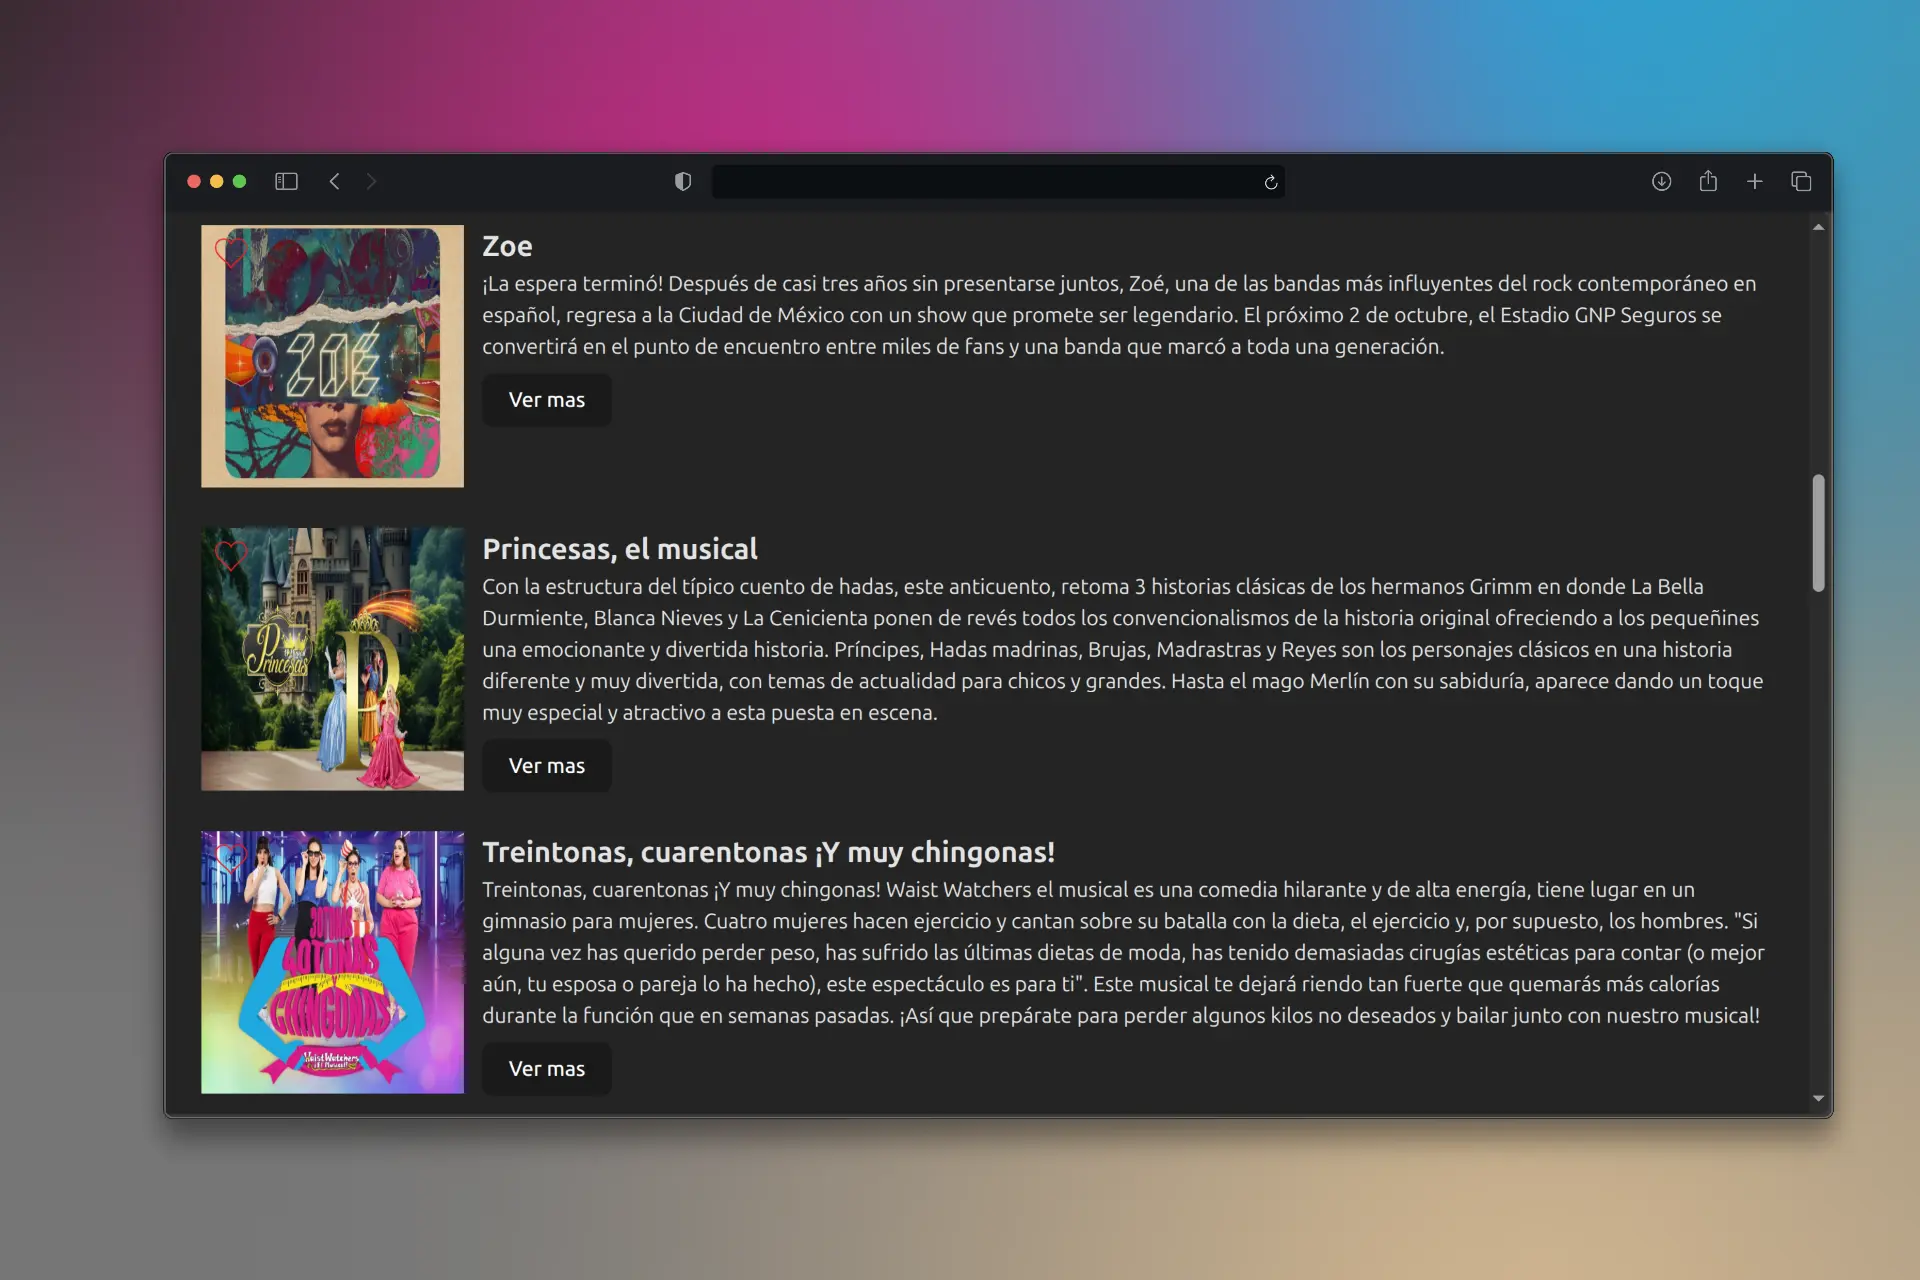 ZOÉ
Zoe
¡La espera terminó! Después de casi tres años sin presentarse juntos, Zoé, una de las bandas más influyentes del rock contemporáneo en
español, regresa a la Ciudad de México con un show que promete ser legendario. El próximo 2 de octubre, el Estadio GNP Seguros se
convertirá en el punto de encuentro entre miles de fans y una banda que marcó a toda una generación.
Ver mas
Princesas
P
Princesas, el musical
Con la estructura del típico cuento de hadas, este anticuento, retoma 3 historias clásicas de los hermanos Grimm en donde La Bella
Durmiente, Blanca Nieves y La Cenicienta ponen de revés todos los convencionalismos de la historia original ofreciendo a los pequeñines
una emocionante y divertida historia. Príncipes, Hadas madrinas, Brujas, Madrastras y Reyes son los personajes clásicos en una historia
diferente y muy divertida, con temas de actualidad para chicos y grandes. Hasta el mago Merlín con su sabiduría, aparece dando un toque
muy especial y atractivo a esta puesta en escena.
Ver mas
30TONAS
40TONAS
CHINGONAS
WaistWatchers
El Musical!
Treintonas, cuarentonas ¡Y muy chingonas!
Treintonas, cuarentonas ¡Y muy chingonas! Waist Watchers el musical es una comedia hilarante y de alta energía, tiene lugar en un
gimnasio para mujeres. Cuatro mujeres hacen ejercicio y cantan sobre su batalla con la dieta, el ejercicio y, por supuesto, los hombres. "Si
alguna vez has querido perder peso, has sufrido las últimas dietas de moda, has tenido demasiadas cirugías estéticas para contar (o mejor
aún, tu esposa o pareja lo ha hecho), este espectáculo es para ti". Este musical te dejará riendo tan fuerte que quemarás más calorías
durante la función que en semanas pasadas. ¡Así que prepárate para perder algunos kilos no deseados y bailar junto con nuestro musical!
Ver mas